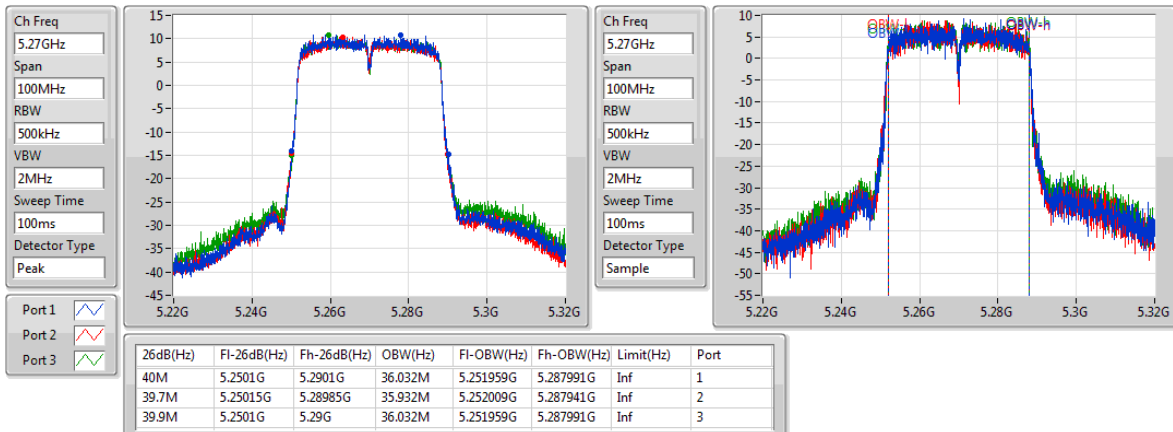 Ch Freq
5.27GHz
Span
100MHz
RBW
500kHz
VBW
2MHz
Sweep Time
100ms
Detector Type
Peak
Port 1
Port 2
Port 3
15
10
5
0
-5
-10
-15
-20
-25
-30
-35
-40
-45
5.22G 5.24G 5.26G 5.28G 5.3G 5.32G
Ch Freq
5.27GHz
Span
100MHz
RBW
500kHz
VBW
2MHz
Sweep Time
100ms
Detector Type
Sample
10
5
0
-5
-10
-15
-20
-25
-30
-35
-40
-45
-50
-55
OBW-h
5.22G 5.24G 5.26G 5.28G 5.3G 5.32G
26dB(Hz) Fl-26dB(Hz) Fh-26dB(Hz) OBW(Hz) Fl-OBW(Hz) Fh-OBW(Hz) Limit(Hz) Port
40M 5.2501G 5.2901G 36.032M 5.251959G 5.287991G Inf 1
39.7M 5.25015G 5.28985G 35.932M 5.252009G 5.287941G Inf 2
39.9M 5.2501G 5.29G 36.032M 5.251959G 5.287991G Inf 3